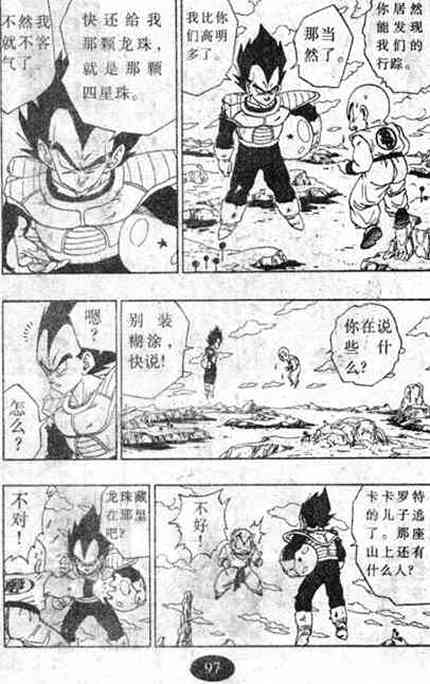 你居然
能发现
我们的
行踪。
那当
然了。
我比你
们高明
多了。
快还给我
那颗龙珠，
就是那颗
四星珠。
不然我
就不客
气了。
你在说
些什么？
别装
糊涂，
快说！
嗯？
怎么？
卡卡罗特
的儿子逃
了。那座
山上还有
什么人？
不好！
龙珠藏
在那里
吧？
不对！
97